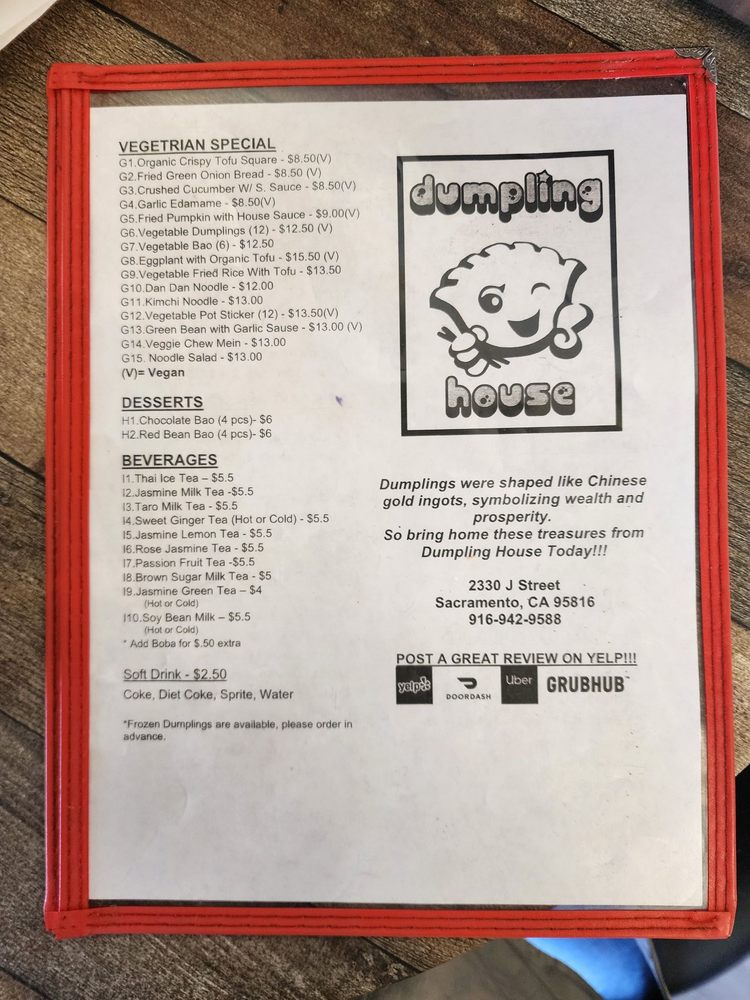 VEGETRIAN SPECIAL
G1.Organic Crispy Tofu Square - $8.50(V)
G2.Fried Green Onion Bread - $8.50 (V)
G3.Crushed Cucumber W/ S. Sauce - $8.50(V)
G4.Garlic Edamame - $8.50(V)
G5.Fried Pumpkin with House Sauce - $9.00(V)
G6.Vegetable Dumplings (12) - $12.50 (V)
G7.Vegetable Bao (6) - $12.50
G8.Eggplant with Organic Tofu - $15.50 (V)
G9.Vegetable Fried Rice With Tofu - $13.50
G10.Dan Dan Noodle - $12.00
G11.Kimchi Noodle - $13.00
G12.Vegetable Pot Sticker (12) - $13.50(V)
G13.Green Bean with Garlic Sause - $13.00 (V)
G14.Veggie Chew Mein - $13.00
G15. Noodle Salad - $13.00
(V)= Vegan
DESSERTS
H1.Chocolate Bao (4 pcs)- $6
H2.Red Bean Bao (4 pcs)- $6
BEVERAGES
I1.Thai Ice Tea – $5.5
I2.Jasmine Milk Tea -$5.5
I3.Taro Milk Tea - $5.5
I4.Sweet Ginger Tea (Hot or Cold) - $5.5
I5.Jasmine Lemon Tea - $5.5
I6.Rose Jasmine Tea - $5.5
I7.Passion Fruit Tea -$5.5
I8.Brown Sugar Milk Tea - $5
I9.Jasmine Green Tea – $4
(Hot or Cold)
I10.Soy Bean Milk – $5.5
(Hot or Cold)
* Add Boba for $.50 extra
Soft Drink - $2.50
Coke, Diet Coke, Sprite, Water
*Frozen Dumplings are available, please order in
advance.
dumpling
house
Dumplings were shaped like Chinese
gold ingots, symbolizing wealth and
prosperity.
So bring home these treasures from
Dumpling House Today!!!
2330 J Street
Sacramento, CA 95816
916-942-9588
POST A GREAT REVIEW ON YELP!!!
yelp
DOORDASH
Uber
GRUBHUB